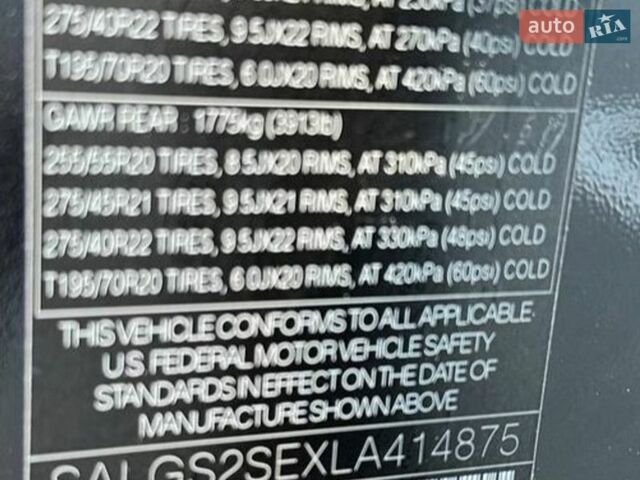 auto RIA.com
275/40R22 TIRES, 9.5JX22 RIMS, AT 270kPa (40psi) COLD
T195/70R20 TIRES, 6.0JX20 RIMS, AT 420kPa (60psi) COLD
GAWR REAR : 1775kg (3913lb)
255/55R20 TIRES, 8.5JX20 RIMS, AT 310kPa (45psi) COLD
275/45R21 TIRES, 9.5JX21 RIMS, AT 310kPa (45psi) COLD
275/40R22 TIRES, 9.5JX22 RIMS, AT 330kPa (48psi) COLD
T195/70R20 TIRES, 6.0JX20 RIMS, AT 420kPa (60psi) COLD
THIS VEHICLE CONFORMS TO ALL APPLICABLE
US FEDERAL MOTOR VEHICLE SAFETY
STANDARDS IN EFFECT ON THE DATE OF
MANUFACTURE SHOWN ABOVE
SALGS2SEXLA414875